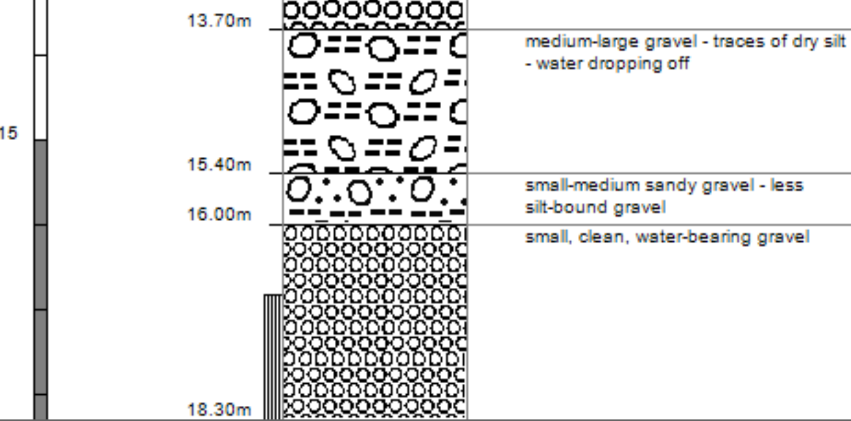 13.70m
medium-large gravel - traces of dry silt
- water dropping off
15
15.40m
small-medium sandy gravel - less
silt-bound gravel
16.00m
small, clean, water-bearing gravel
18.30m